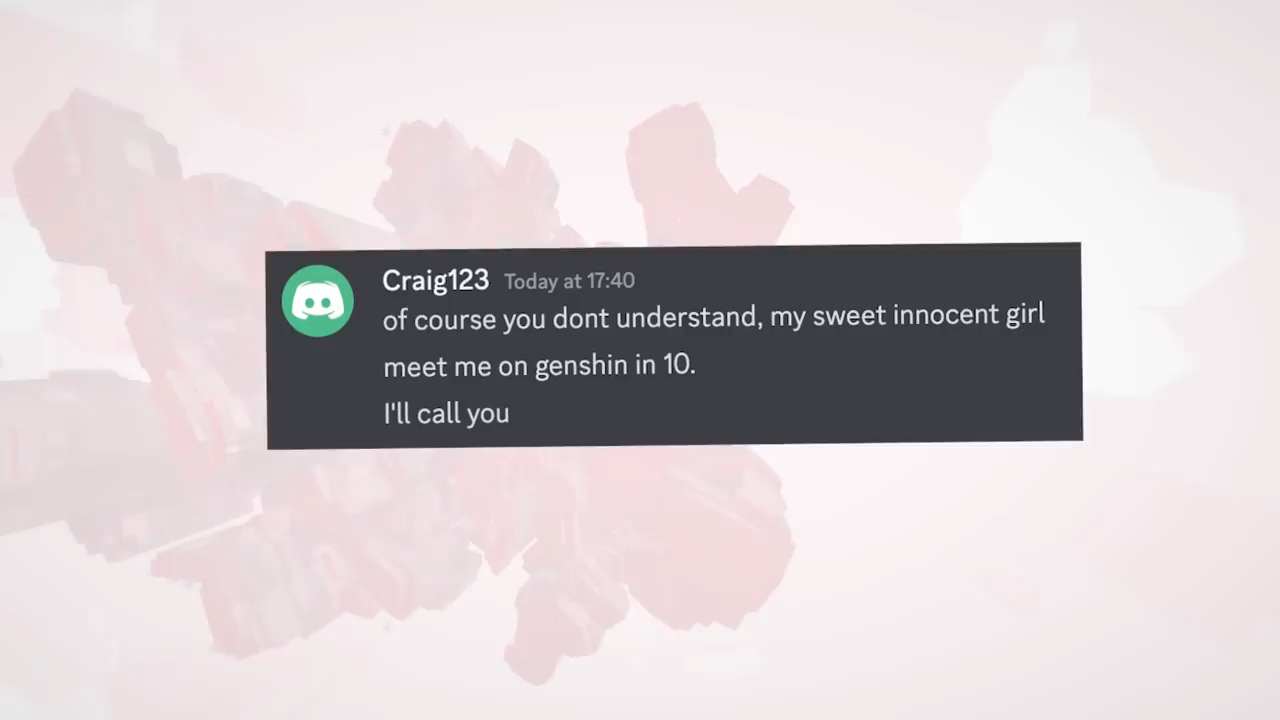 Craig123 Today at 17:40
of course you dont understand, my sweet innocent girl
meet me on genshin in 10.
I'll call you